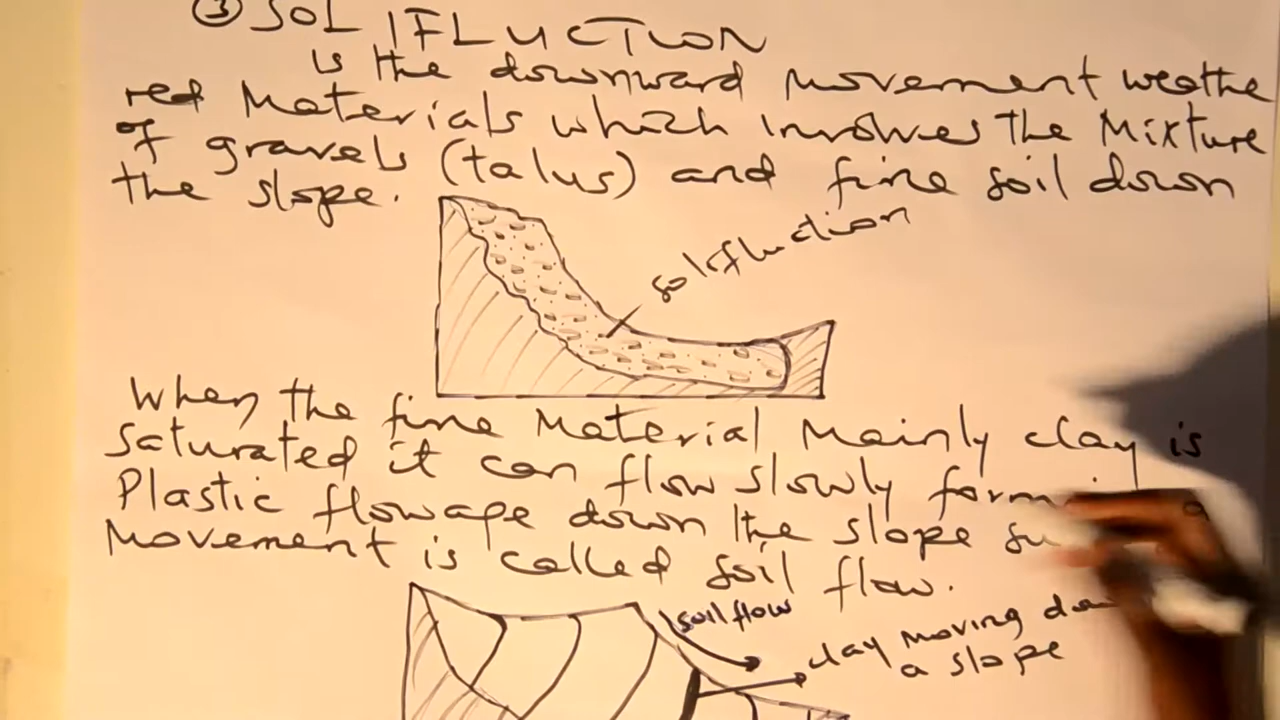 ③ SOLIFLUCTION
is the downward movement weathe
red Materials which involves the Mixture
of gravels (talus) and fine soil down
the slope.
solifluction
When the fine Material Mainly clay is
saturated it can flow slowly
Plastic flowage down the slope
Movement is called soil flow.
soil flow
clay moving
a slope